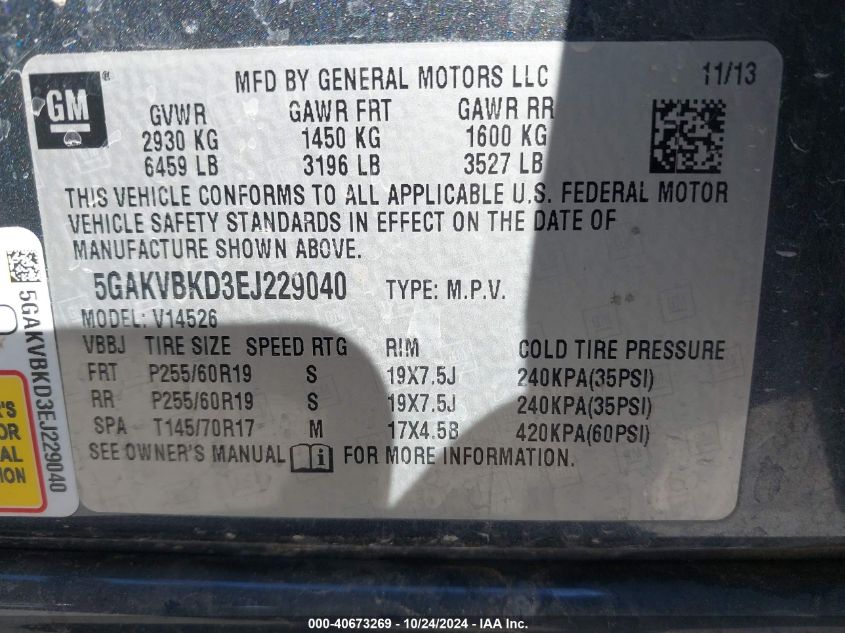 GM
MFD BY GENERAL MOTORS LLC 11/13
GVWR GAWR FRT GAWR RR
2930 KG 1450 KG 1600 KG
6459 LB 3196 LB 3527 LB
THIS VEHICLE CONFORMS TO ALL APPLICABLE U.S. FEDERAL MOTOR
VEHICLE SAFETY STANDARDS IN EFFECT ON THE DATE OF
MANUFACTURE SHOWN ABOVE.
5GAKVBKD3EJ229040 TYPE: M.P.V.
MODEL: V14526
VBBJ TIRE SIZE SPEED RTG RIM COLD TIRE PRESSURE
FRT P255/60R19 S 19X7.5J 240KPA(35PSI)
RR P255/60R19 S 19X7.5J 240KPA(35PSI)
SPA T145/70R17 M 17X4.5B 420KPA(60PSI)
SEE OWNER'S MANUAL FOR MORE INFORMATION.
5GAKVBKD3EJ229040
000-40673269 - 10/24/2024 - IAAI.com